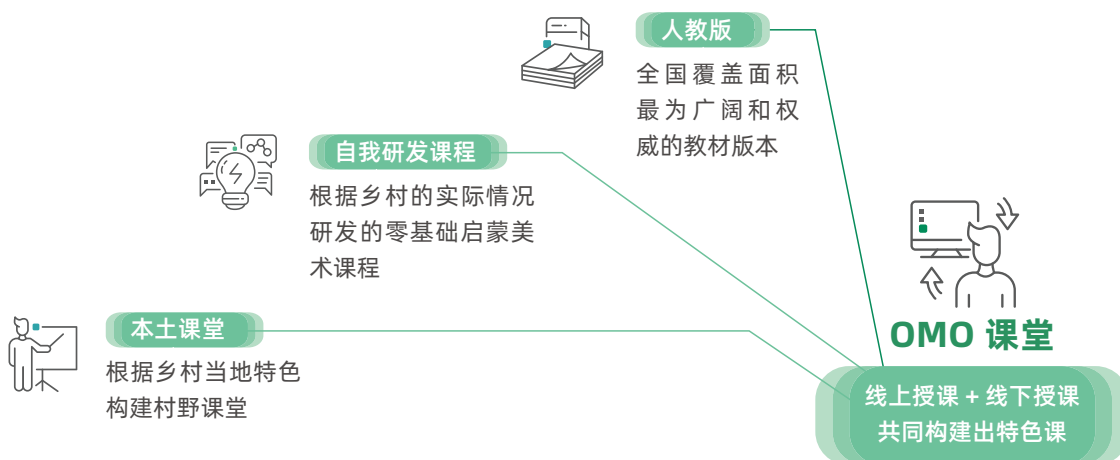 人教版
全国覆盖面积
最为广阔和权
威的教材版本
自我研发课程
根据乡村的实际情况
研发的零基础启蒙美
术课程
本土课堂
根据乡村当地特色
构建村野课堂
OMO 课堂
线上授课 + 线下授课
共同构建出特色课